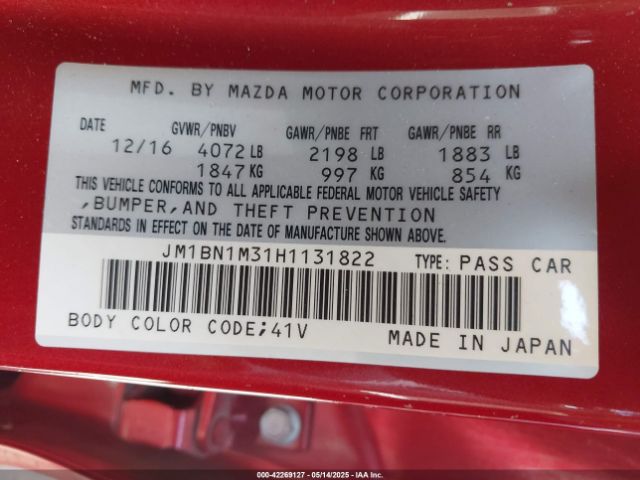 MFD. BY MAZDA MOTOR CORPORATION
DATE GVWR/PNBV GAWR/PNBE FRT GAWR/PNBE RR
12/16 4072 LB 2198 LB 1883 LB
1847 KG 997 KG 854 KG
THIS VEHICLE CONFORMS TO ALL APPLICABLE FEDERAL MOTOR VEHICLE SAFETY
,BUMPER,AND THEFT PREVENTION
STANDARDS IN EFFECT ON THE DATE OF MANUFACTURE SHOWN ABOVE.
JM1BN1M31H1131822 TYPE: PASS CAR
BODY COLOR CODE;41V MADE IN JAPAN
000-42269127 - 05/14/2025 - IAA Inc.